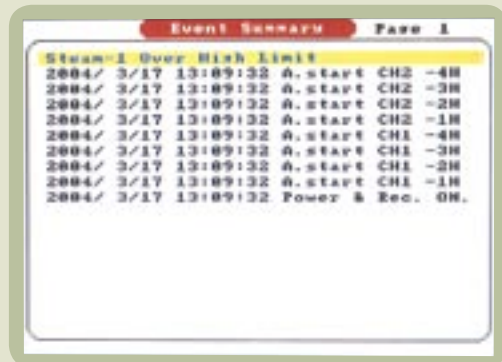 Event Summary Page 1
Steam-1 Over High Limit
2004/ 3/17 13:09:32 A.start CH2 -4H
2004/ 3/17 13:09:32 A.start CH2 -3H
2004/ 3/17 13:09:32 A.start CH2 -2H
2004/ 3/17 13:09:32 A.start CH2 -1H
2004/ 3/17 13:09:32 A.start CH1 -4H
2004/ 3/17 13:09:32 A.start CH1 -3H
2004/ 3/17 13:09:32 A.start CH1 -2H
2004/ 3/17 13:09:32 A.start CH1 -1H
2004/ 3/17 13:09:32 Power & Rec. ON.